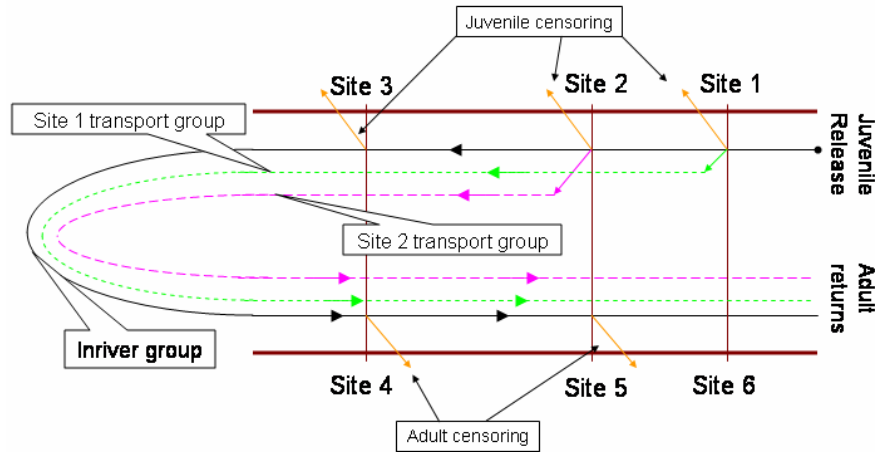 Juvenile censoring
Site 3
Site 2
Site 1
Site 1 transport group
Juvenile
Release
Site 2 transport group
Adult
returns
Inriver group
Site 4
Site 5
Site 6
Adult censoring